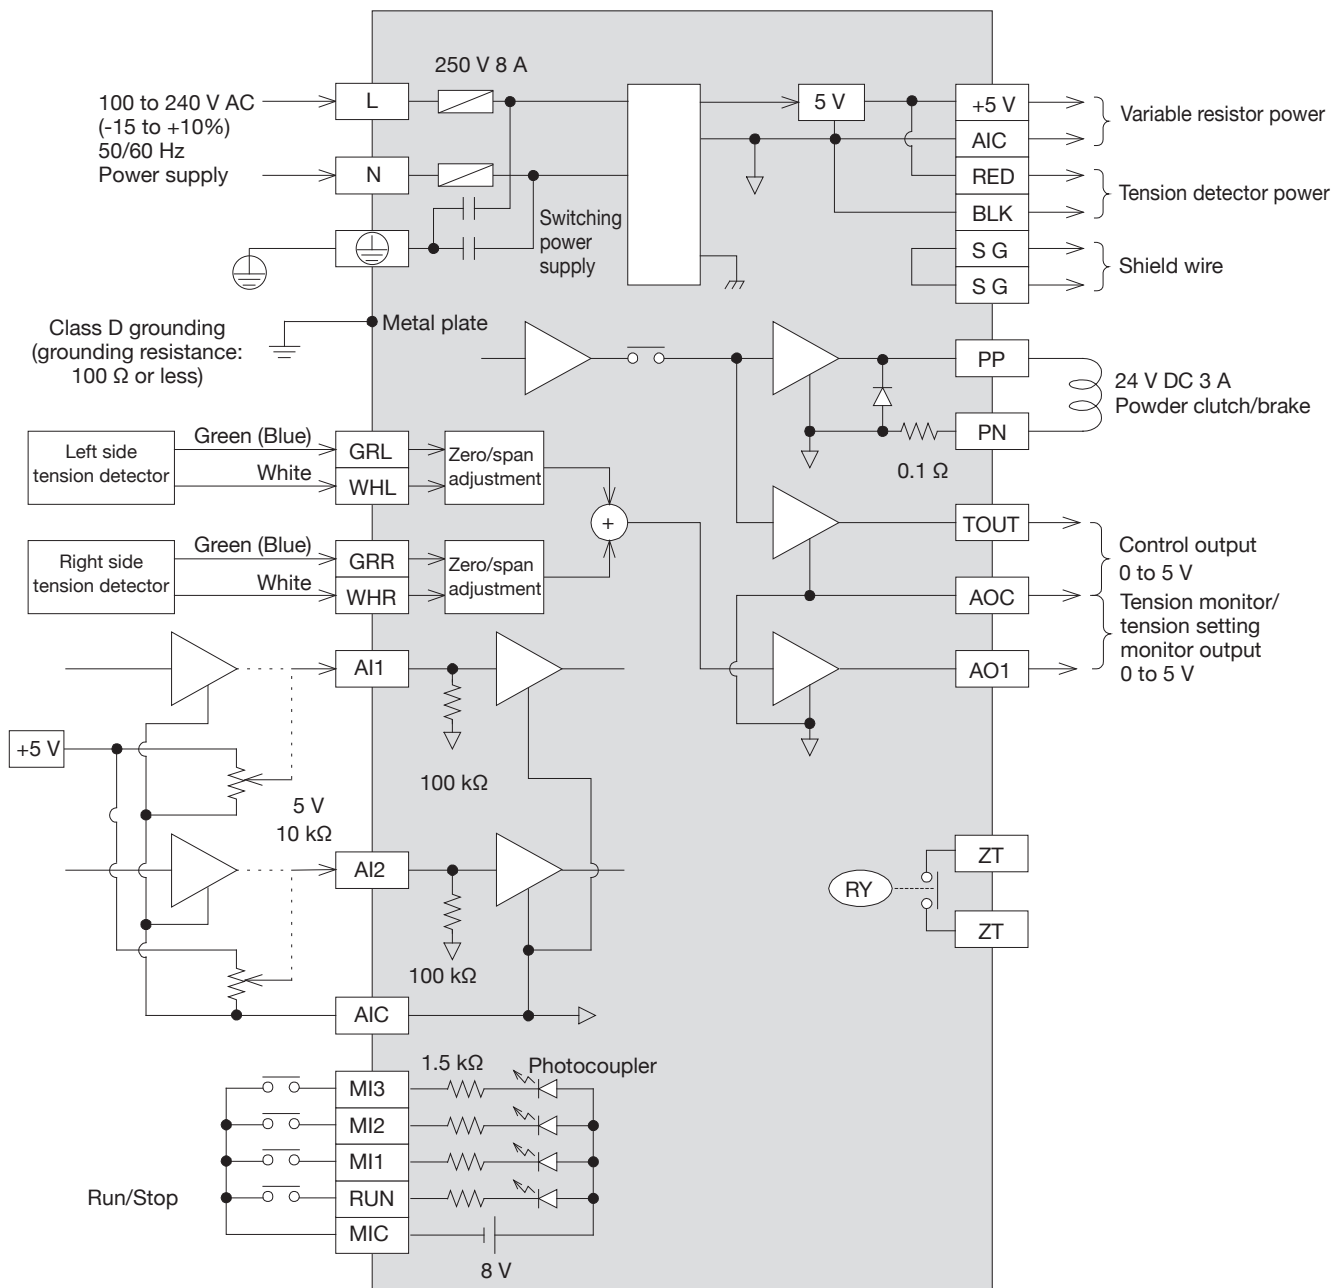 250 V 8 A
100 to 240 V AC
(-15 to +10%)
50/60 Hz
Power supply
L
N
Switching
power
supply
5 V
+5 V
AIC
RED
BLK
S G
S G
Variable resistor power
Tension detector power
Shield wire
Class D grounding
(grounding resistance:
100 Ω or less)
Metal plate
PP
PN
0.1 Ω
24 V DC 3 A
Powder clutch/brake
Left side
tension detector
Green (Blue)
White
GRL
WHL
Zero/span
adjustment
+
Right side
tension detector
Green (Blue)
White
GRR
WHR
Zero/span
adjustment
TOUT
AOC
AO1
Control output
0 to 5 V
Tension monitor/
tension setting
monitor output
0 to 5 V
AI1
100 kΩ
+5 V
5 V
10 kΩ
AI2
100 kΩ
AIC
RY
ZT
ZT
1.5 kΩ
Photocoupler
MI3
MI2
MI1
Run/Stop
RUN
MIC
8 V